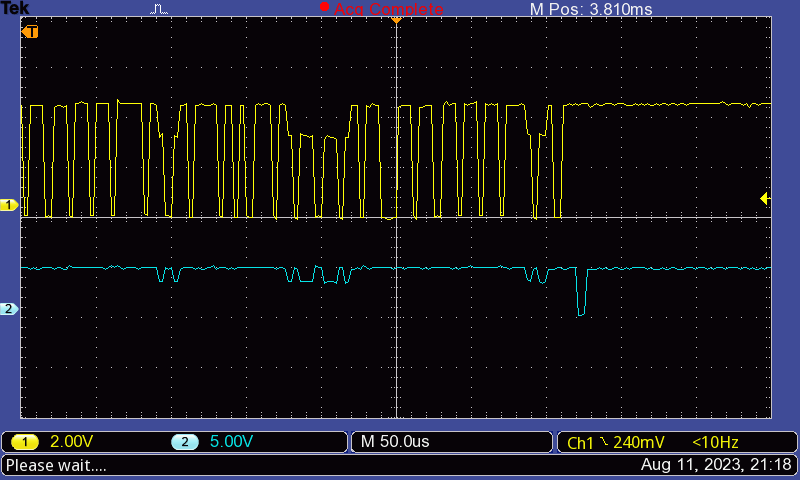 Tek Acq Complete M Pos: 3.810ms
T
1
2
1 2.00V 2 5.00V M 50.0us Ch1 240mV <10Hz
Please wait.... Aug 11, 2023, 21:18